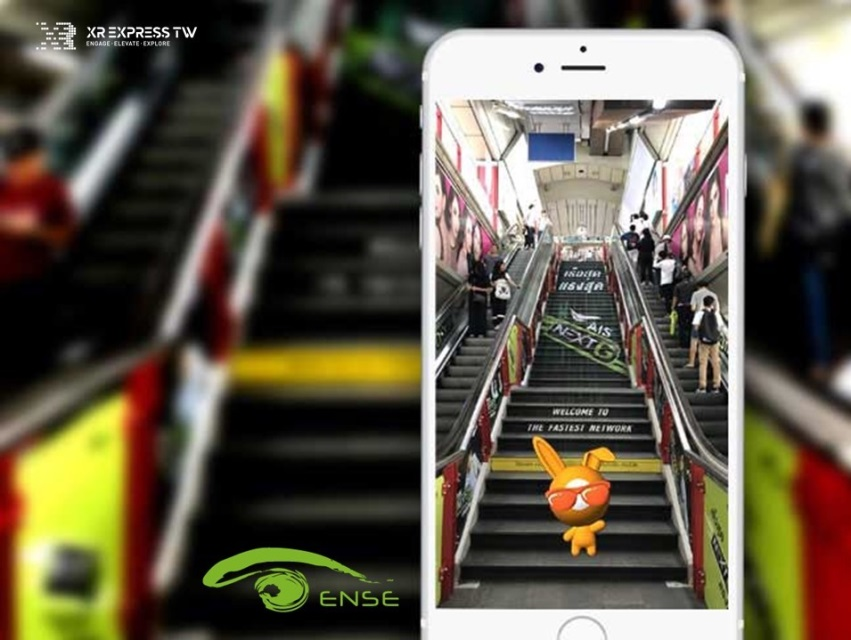 XR EXPRESS TW
ENGAGE · ELEVATE · EXPLORE
เร็วสุด
แรงสุด
AIS
NEXT G
WELCOME TO
THE FASTEST NETWORK
ENSE